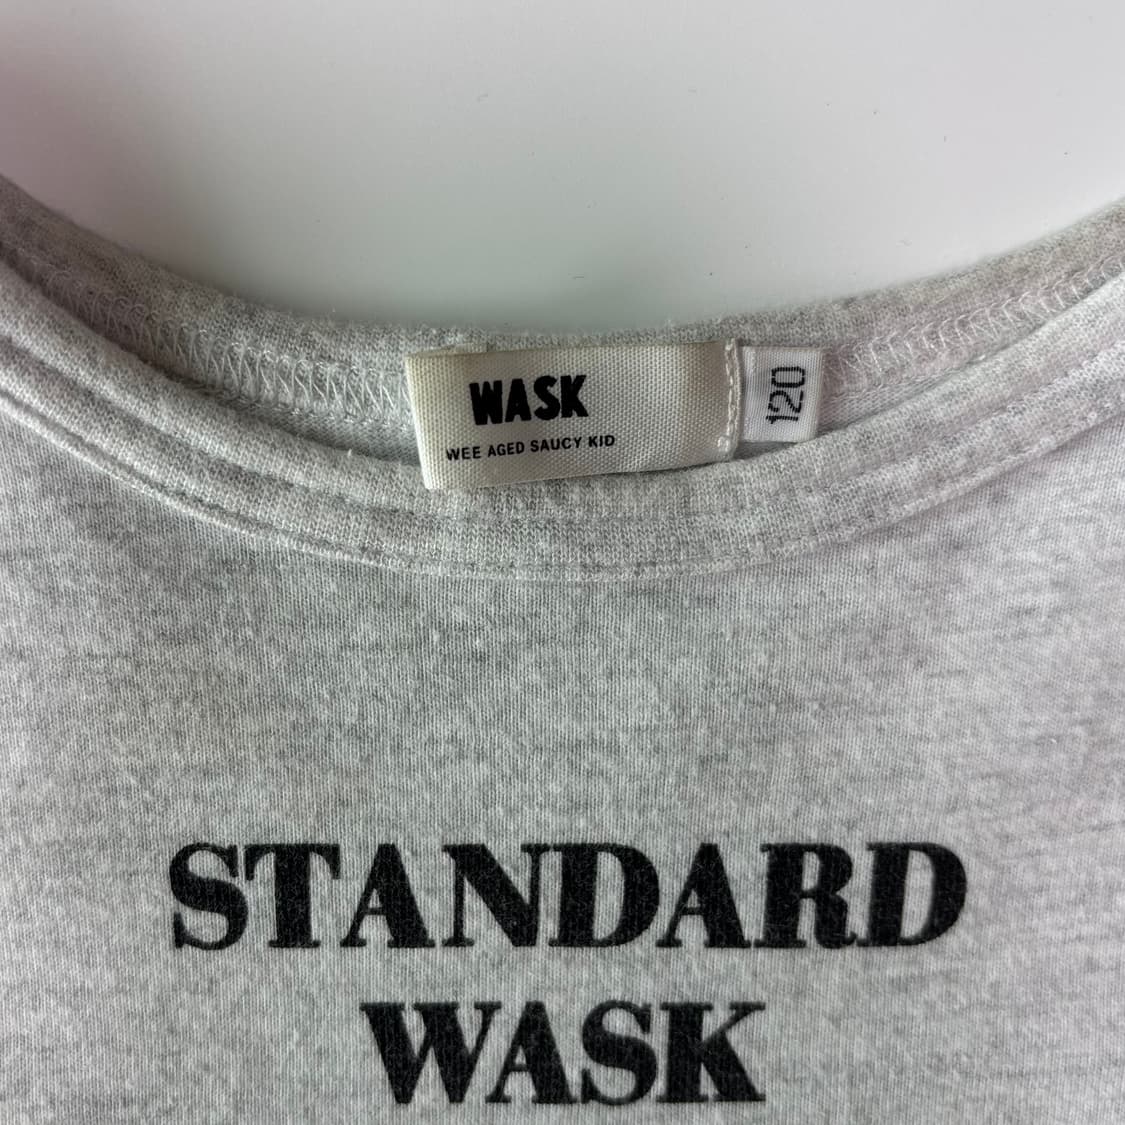 WASK
WEE AGED SAUCY KID
120
STANDARD
WASK